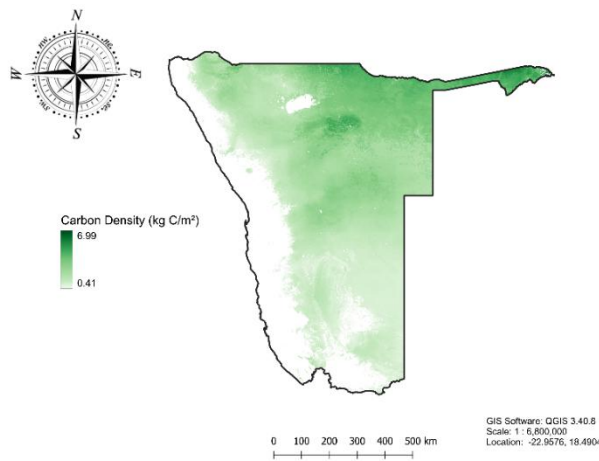 N
W
E
S
Carbon Density (kg C/m²)
6.99
0.41
GIS Software: QGIS 3.40.8
Scale: 1 : 6,800,000
Location: -22.9576, 18.4904
0 100 200 300 400 500 km